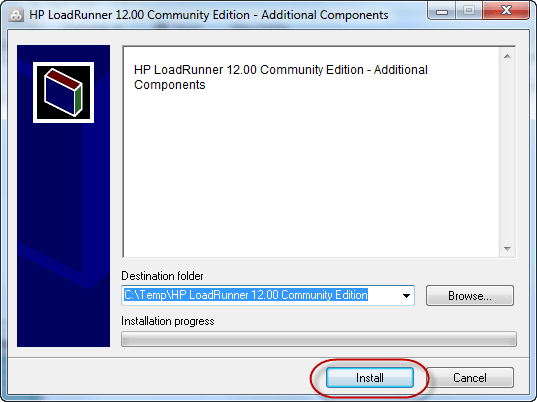 HP LoadRunner 12.00 Community Edition - Additional Components
HP LoadRunner 12.00 Community Edition - Additional
Components
Destination folder
C:\Temp\HP LoadRunner 12.00 Community Edition
Browse...
Installation progress
Install
Cancel